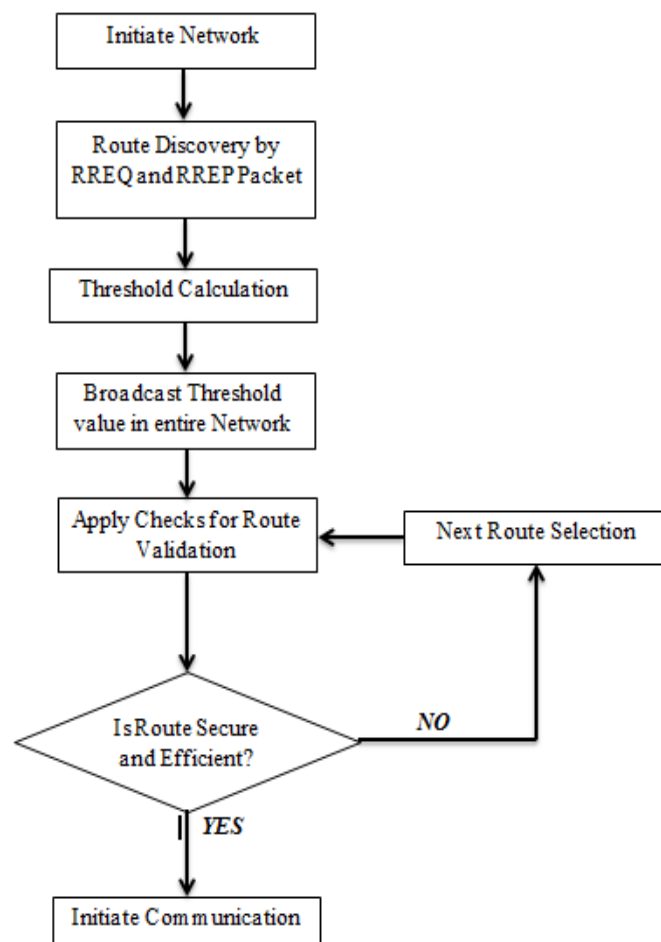 Initiate Network
Route Discovery by
RREQ and RREP Packet
Threshold Calculation
Broadcast Threshold
value in entire Network
Apply Checks for Route
Validation
Next Route Selection
Is Route Secure
and Efficient?
NO
YES
Initiate Communication